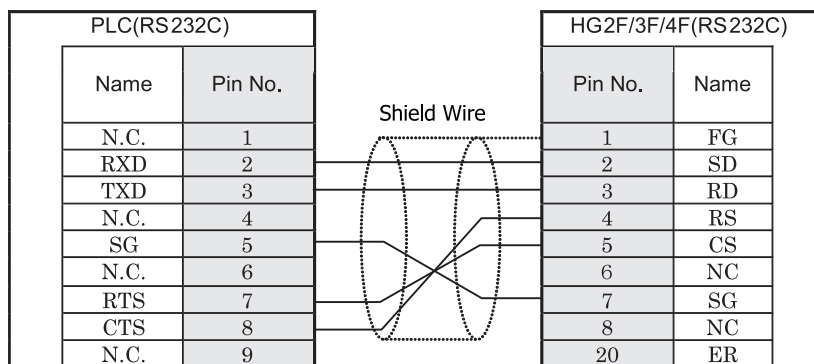 PLC(RS232C) HG2F/3F/4F(RS232C)
Name Pin No. Pin No. Name
Shield Wire
N.C. 1 1 FG
RXD 2 2 SD
TXD 3 3 RD
N.C. 4 4 RS
SG 5 5 CS
N.C. 6 6 NC
RTS 7 7 SG
CTS 8 8 NC
N.C. 9 20 ER